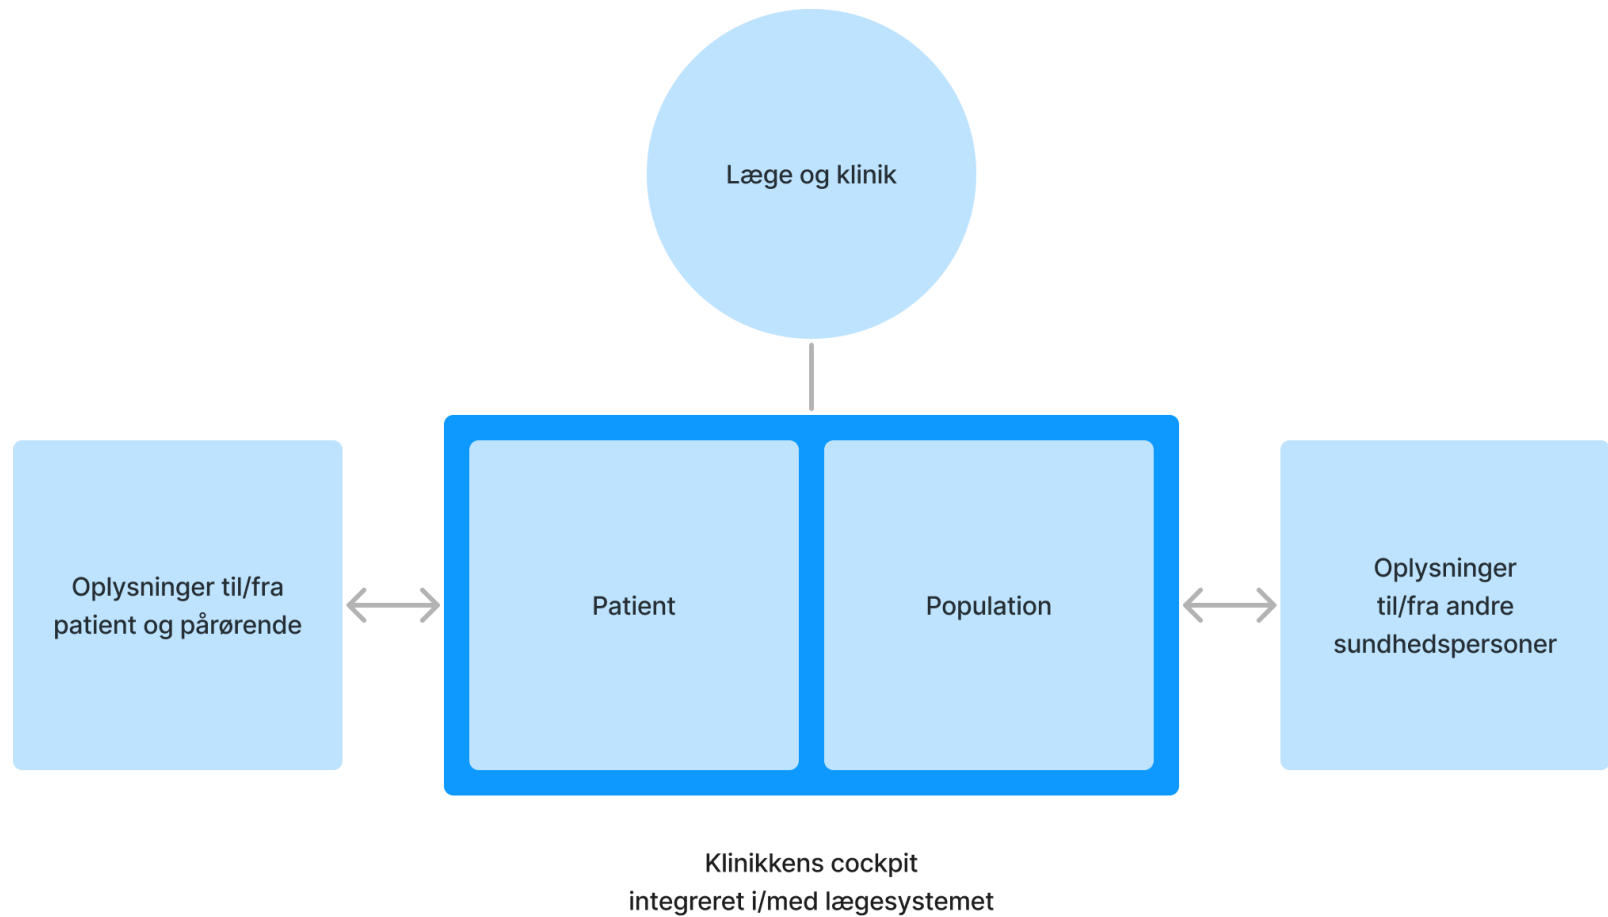 Læge og klinik
Oplysninger til/fra
patient og pårørende
Patient
Population
Oplysninger
til/fra andre
sundhedspersoner
Klinikkens cockpit
integreret i/med lægesystemet